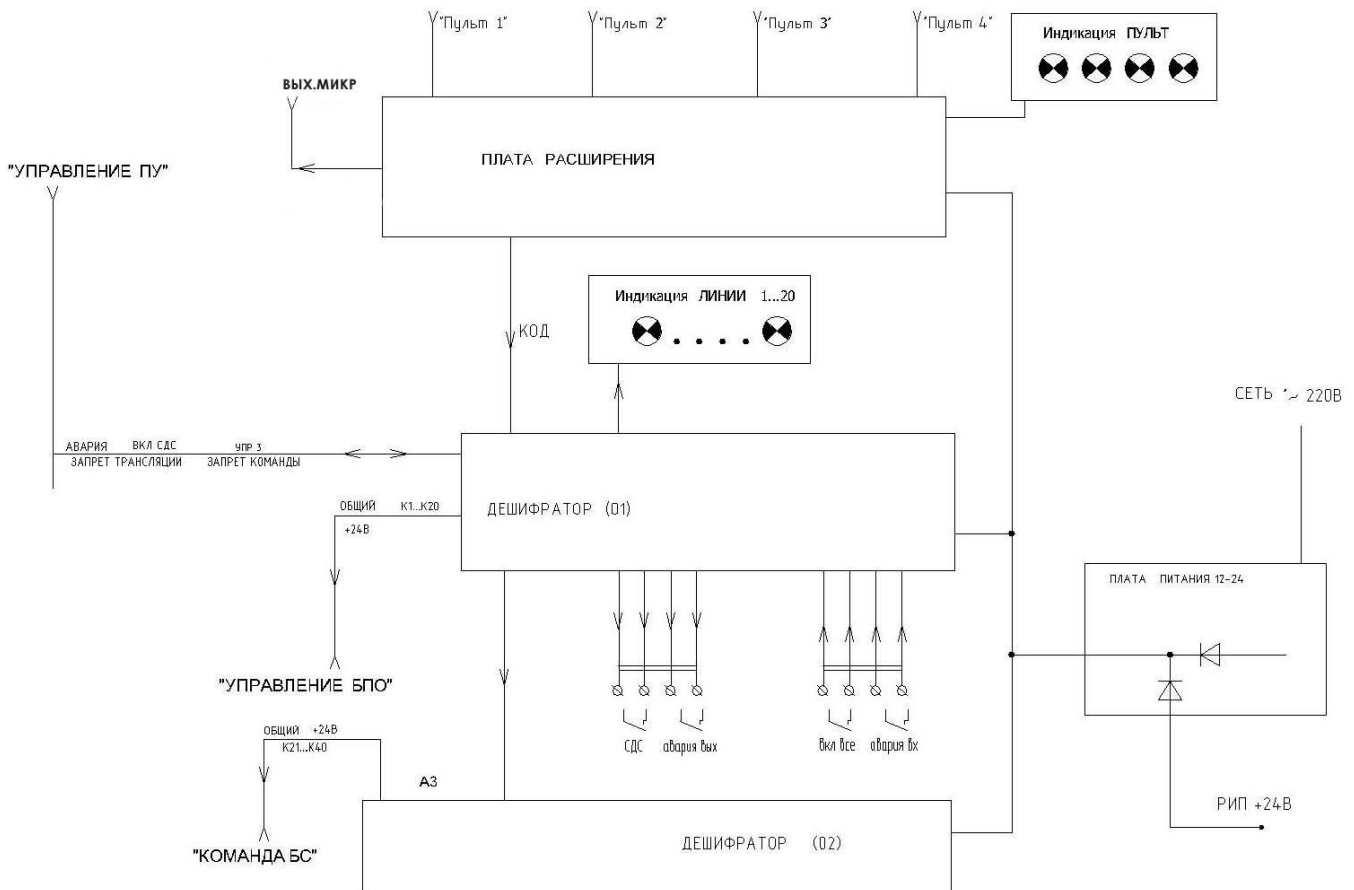 "Пульт 1"
"Пульт 2"
"Пульт 3"
"Пульт 4"
Индикация ПУЛЬТ
ВЫХ.МИКР
ПЛАТА РАСШИРЕНИЯ
"УПРАВЛЕНИЕ ПУ"
Индикация ЛИНИИ 1...20
КОД
СЕТЬ ~ 220В
АВАРИЯ ВКЛ СДС УПР 3
ЗАПРЕТ ТРАНСЛЯЦИИ ЗАПРЕТ КОМАНДЫ
ОБЩИЙ К1...К20
+24В
ДЕШИФРАТОР (01)
ПЛАТА ПИТАНИЯ 12-24
"УПРАВЛЕНИЕ БПО"
СДС
авария вых
вкл все
авария вх
ОБЩИЙ +24В
К21...К40
А3
РИП +24В
ДЕШИФРАТОР (02)
"КОМАНДА БС"